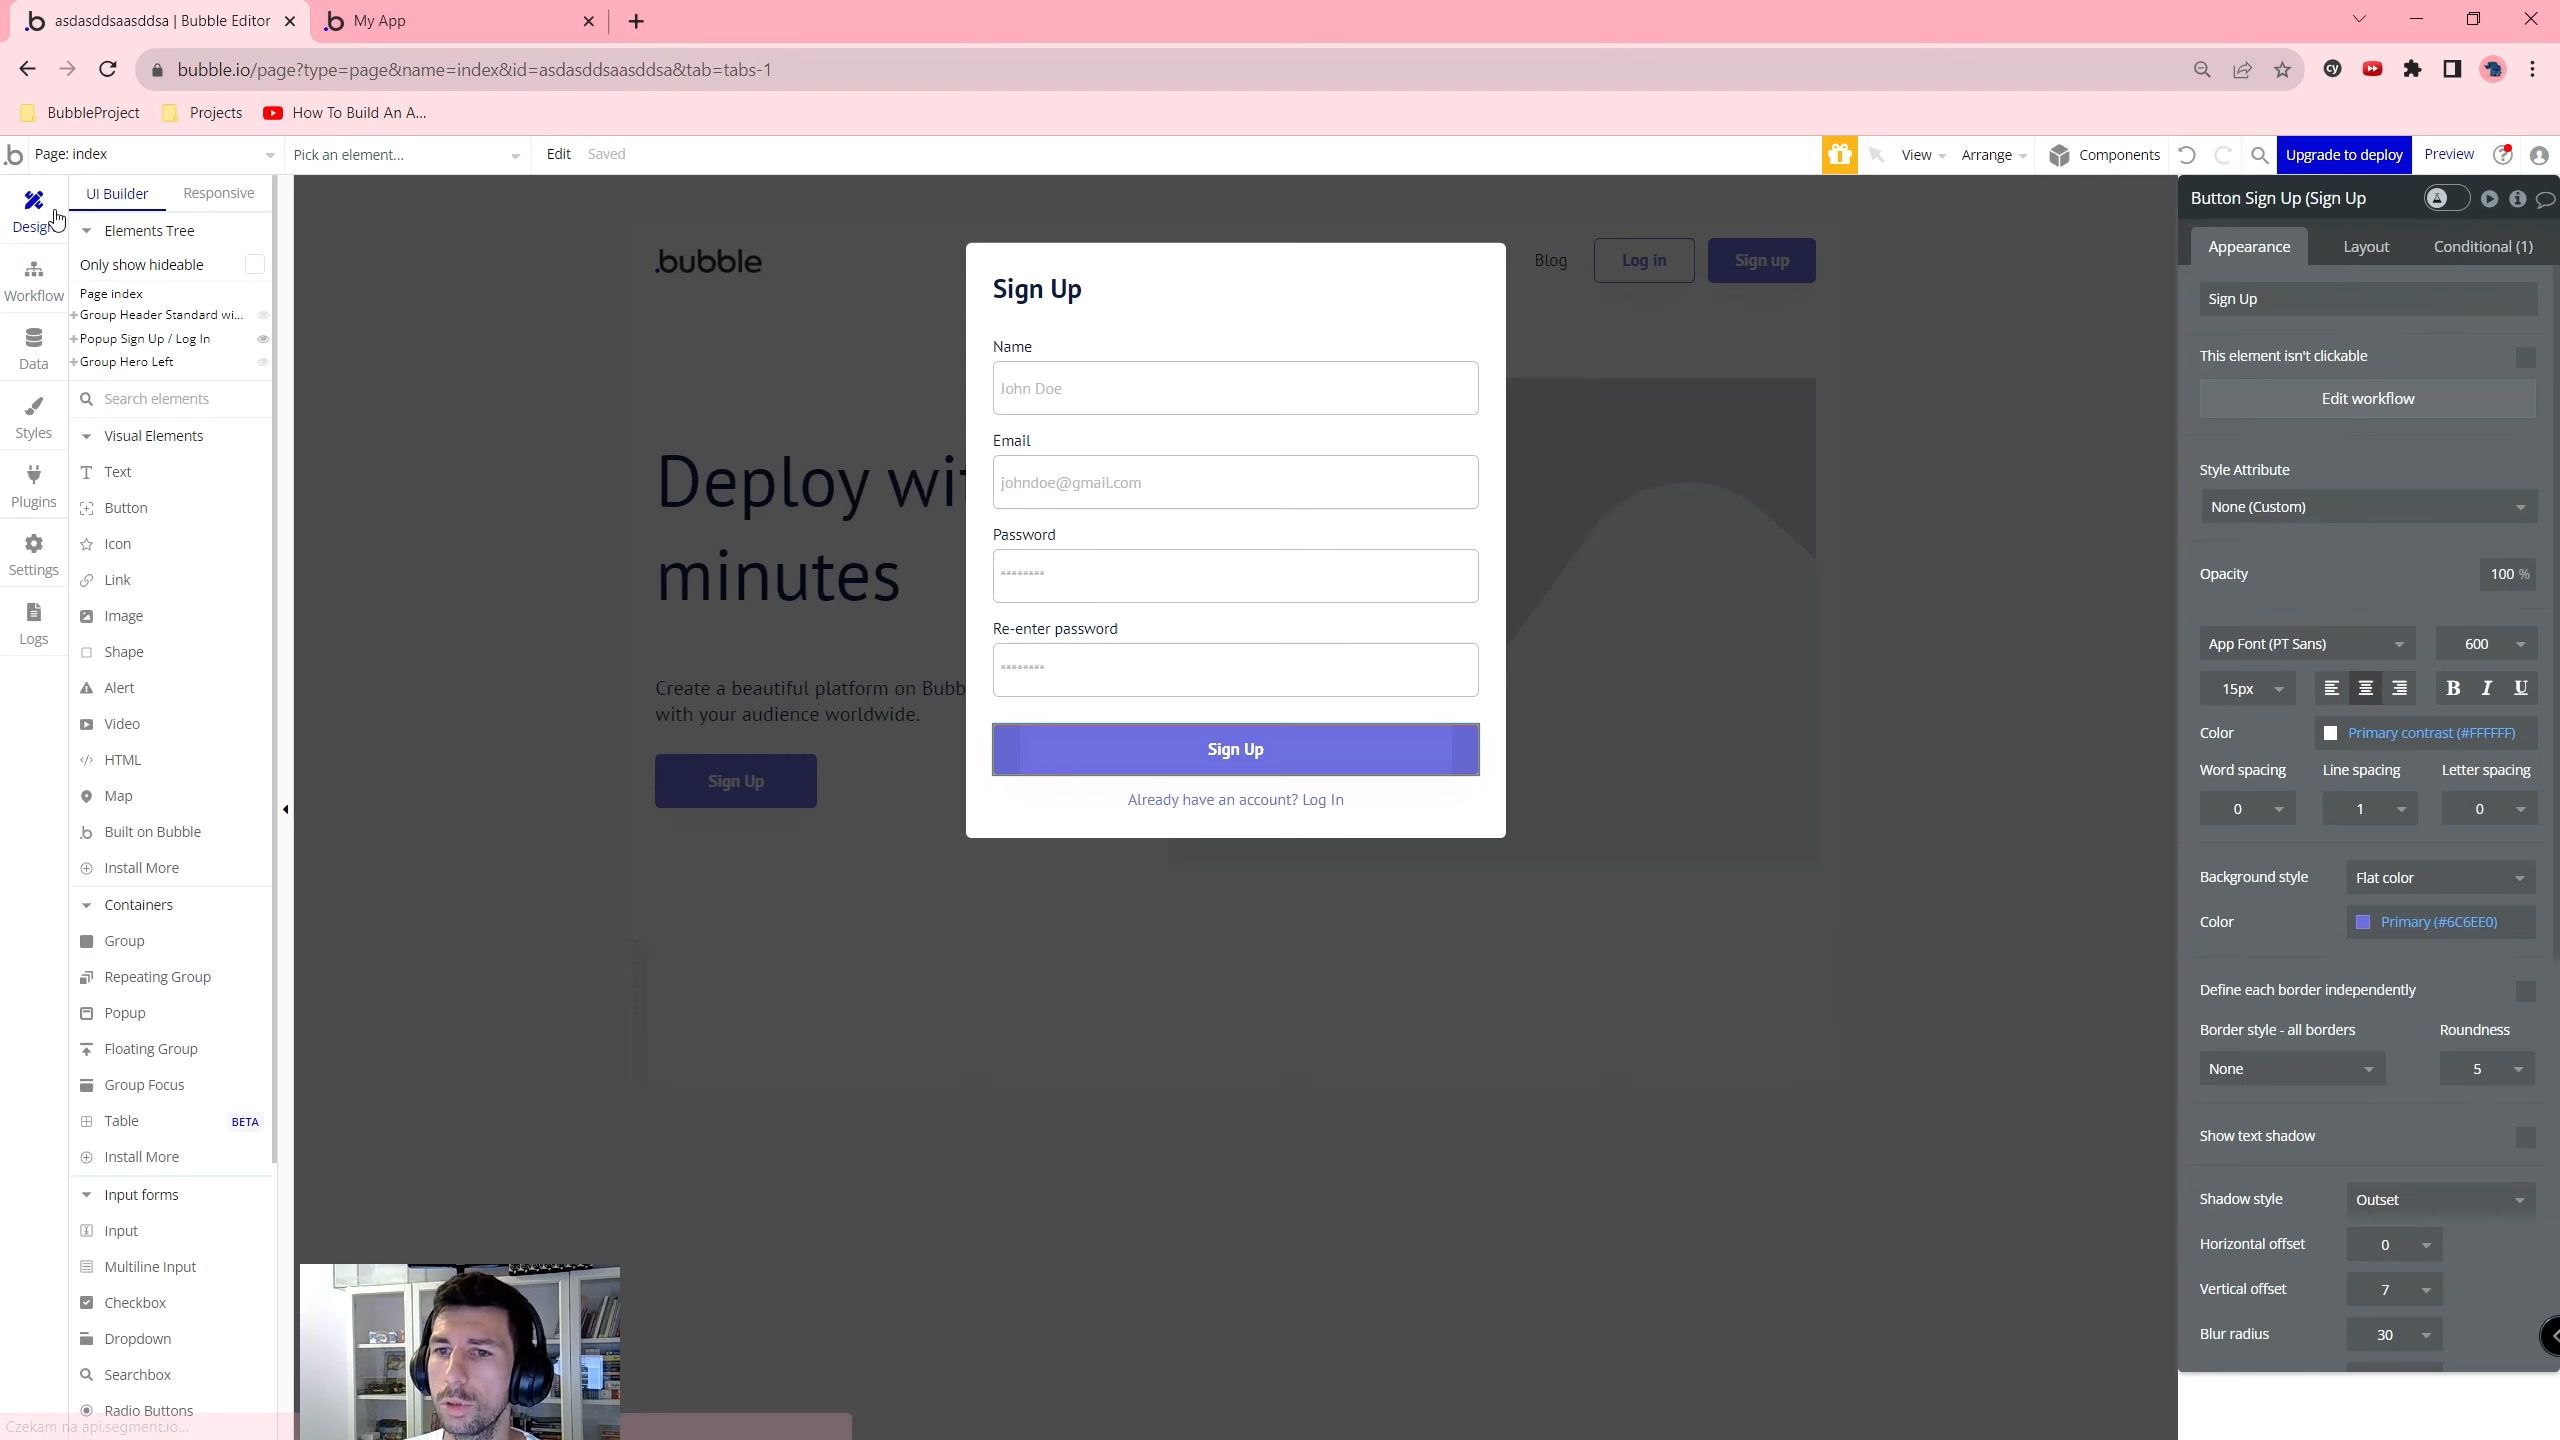 asdasddsaasddsa | Bubble Editor
My App
bubble.io/page?type=page&name=index&id=asdasddsaasddsa&tab=tabs-1
BubbleProject
Projects
How To Build An A...
Page: index
Pick an element...
Edit
Saved
View
Arrange
Components
Upgrade to deploy
Preview
Design
Workflow
Data
Styles
Plugins
Settings
Logs
UI Builder
Responsive
Elements Tree
Only show hideable
Page index
+Group Header Standard wi...
+Popup Sign Up / Log In
+Group Hero Left
Search elements
Visual Elements
Text
Button
Icon
Link
Image
Shape
Alert
Video
HTML
Map
Built on Bubble
Install More
Containers
Group
Repeating Group
Popup
Floating Group
Group Focus
Table
BETA
Install More
Input forms
Input
Multiline Input
Checkbox
Dropdown
Searchbox
Radio Buttons
Czekam na api.segment.io...
.bubble
Blog
Log in
Sign up
Deploy wit
minutes
Create a beautiful platform on Bubb
with your audience worldwide.
Sign Up
Sign Up
Name
John Doe
Email
johndoe@gmail.com
Password
********
Re-enter password
********
Sign Up
Already have an account? Log In
Button Sign Up (Sign Up
Appearance
Layout
Conditional (1)
Sign Up
This element isn't clickable
Edit workflow
Style Attribute
None (Custom)
Opacity
100 %
App Font (PT Sans)
600
15px
B I U
Color
Primary contrast (#FFFFFF)
Word spacing
Line spacing
Letter spacing
0
1
0
Background style
Flat color
Color
Primary (#6C6EE0)
Define each border independently
Border style - all borders
Roundness
None
5
Show text shadow
Shadow style
Outset
Horizontal offset
0
Vertical offset
7
Blur radius
30